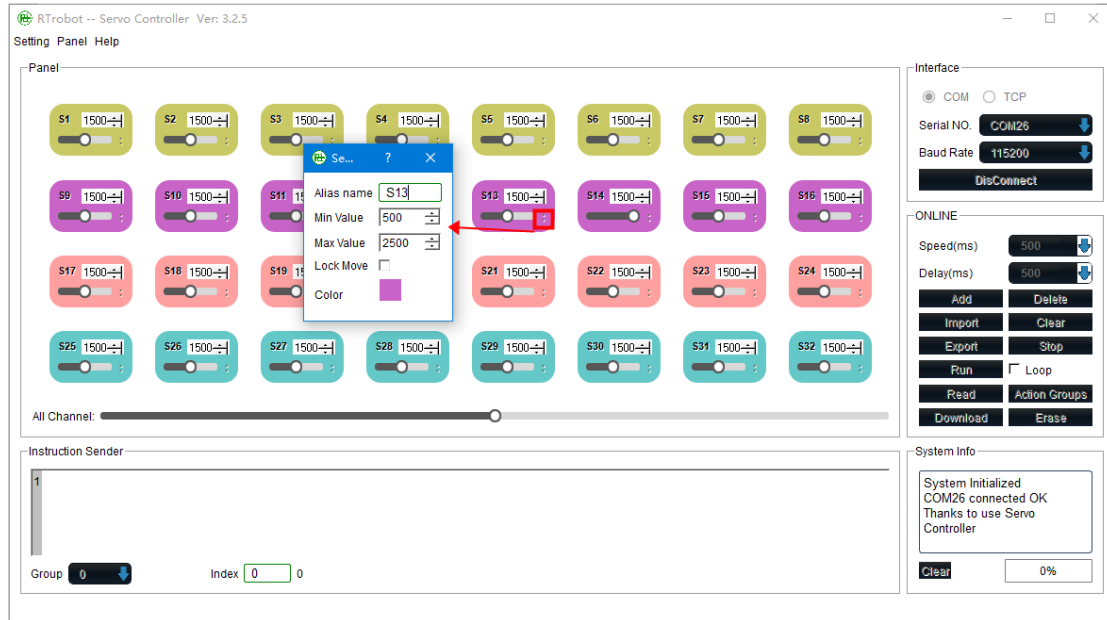 RTrobot -- Servo Controller Ver: 3.2.5
Setting Panel Help
Panel
S1 1500 S2 1500 S3 1500 S4 1500 S5 1500 S6 1500 S7 1500 S8 1500
Se... ?
Alias name S13
Min Value 500
Max Value 2500
Lock Move
Color
S9 1500 S10 1500 S11 S13 1500 S14 1500 S15 1500 S16 1500
S17 1500 S18 1500 S19 S21 1500 S22 1500 S23 1500 S24 1500
S25 1500 S26 1500 S27 1500 S28 1500 S29 1500 S30 1500 S31 1500 S32 1500
All Channel:
Interface
COM TCP
Serial NO. COM26
Baud Rate 115200
DisConnect
ONLINE
Speed(ms) 500
Delay(ms) 500
Add Delete
Import Clear
Export Stop
Run Loop
Read Action Groups
Download Erase
Instruction Sender
1
Group 0 Index 0 0
System Info
System Initialized
COM26 connected OK
Thanks to use Servo
Controller
Clear 0%